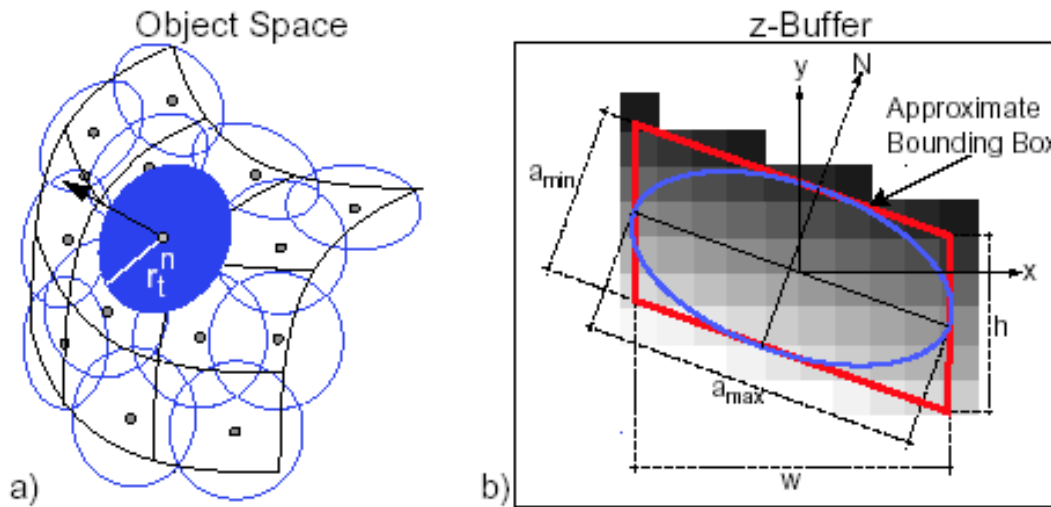 Object Space
r_t^n
a)
z-Buffer
y
N
Approximate
Bounding Box
a_min
x
h
a_max
w
b)